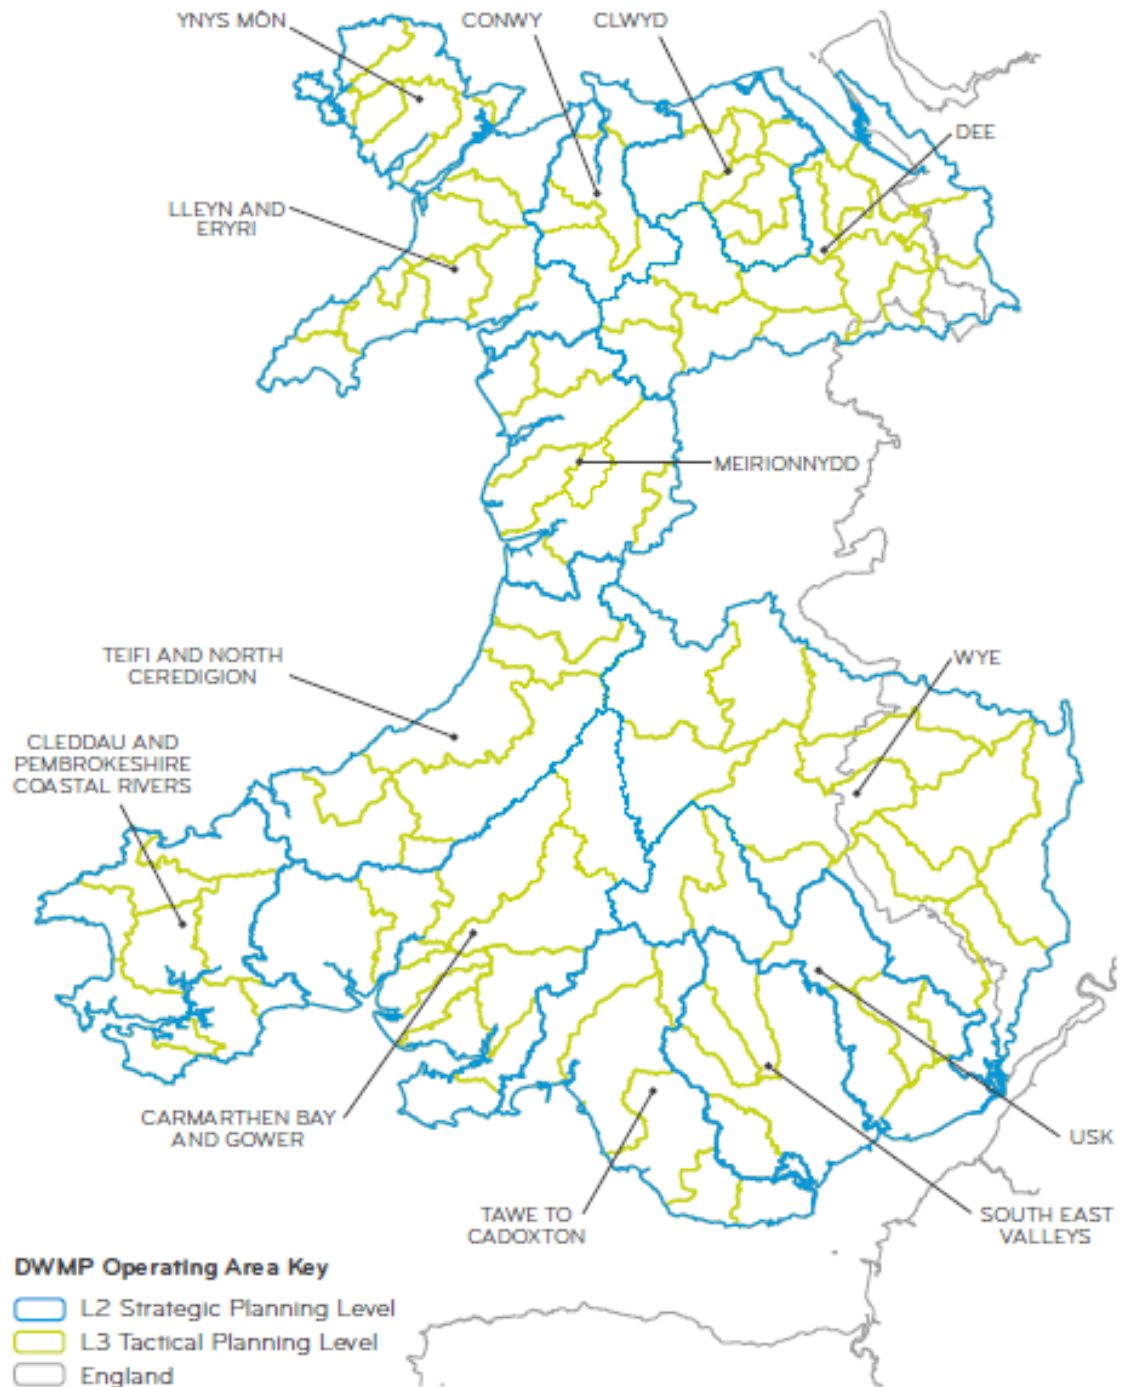 YNYS MÔN
CONWY
CLWYD
DEE
LLEYN AND
ERYRI
MEIRIONNYDD
TEIFI AND NORTH
CEREDIGION
WYE
CLEDDAU AND
PEMBROKESHIRE
COASTAL RIVERS
CARMARTHEN BAY
AND GOWER
USK
TAWE TO
CADOXTON
SOUTH EAST
VALLEYS
DWMP Operating Area Key
L2 Strategic Planning Level
L3 Tactical Planning Level
England